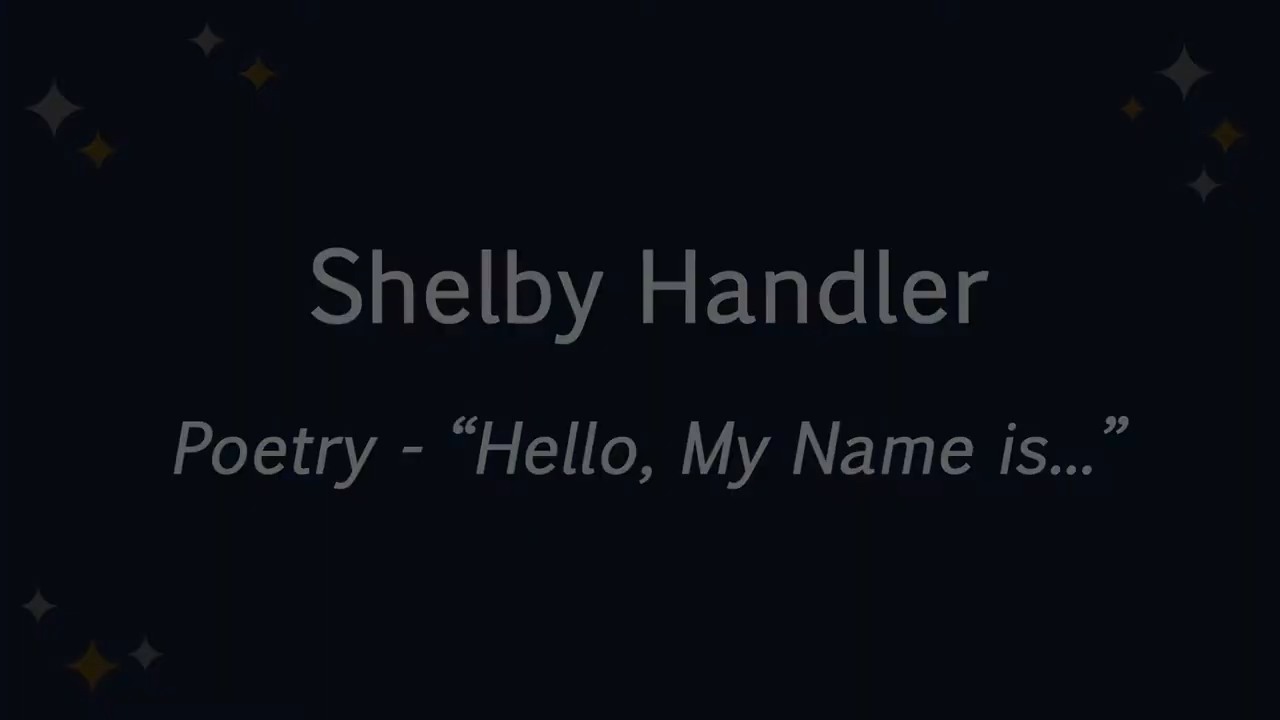 Shelby Handler
Poetry - “Hello, My Name is...”